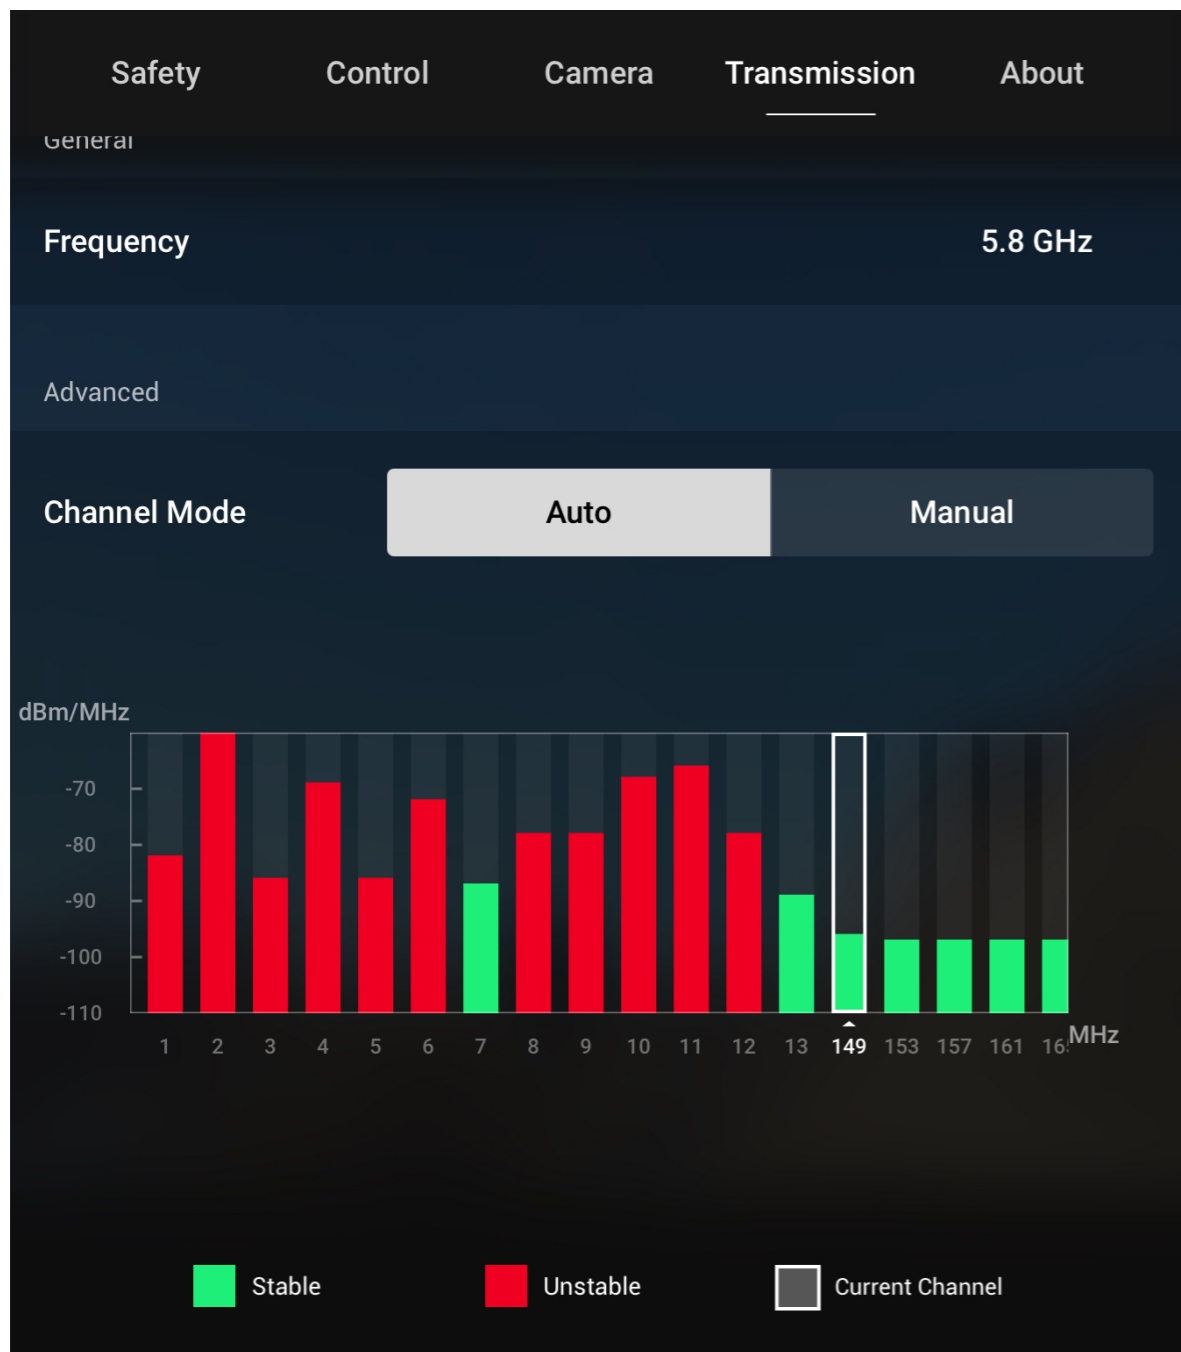 Safety Control Camera Transmission About
General
Frequency 5.8 GHz
Advanced
Channel Mode Auto Manual
dBm/MHz
-70
-80
-90
-100
-110
1 2 3 4 5 6 7 8 9 10 11 12 13 149 153 157 161 165 MHz
Stable Unstable Current Channel